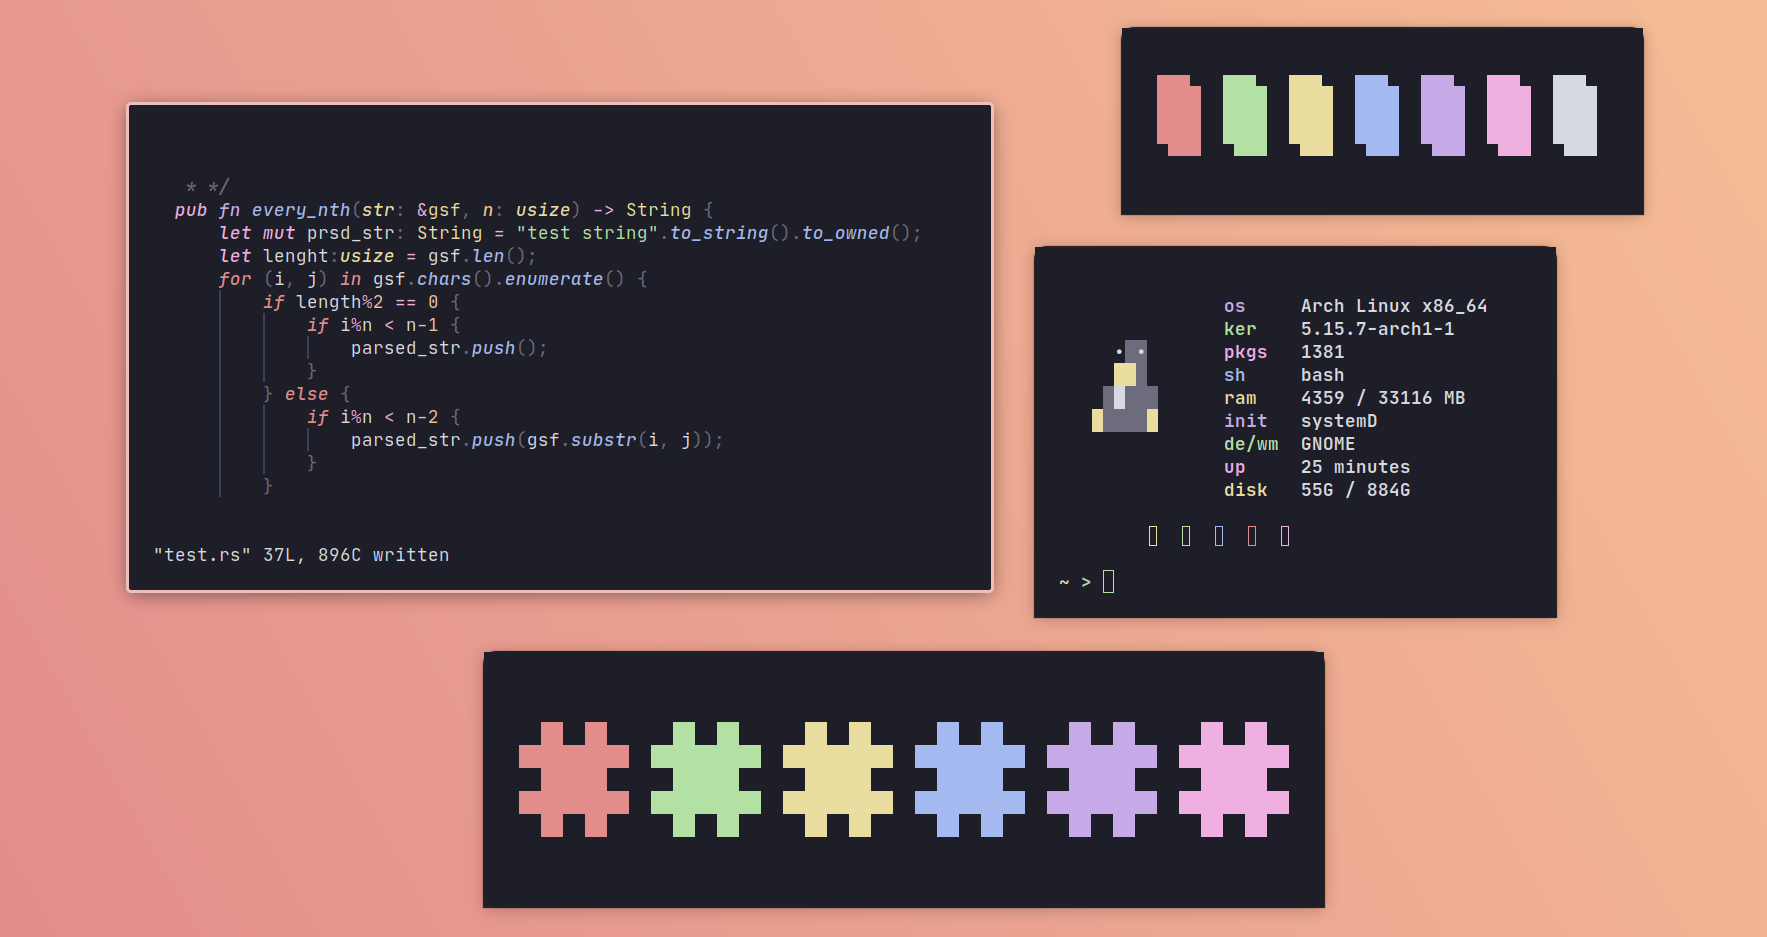 * */
pub fn every_nth(str: &gsf, n: usize) -> String {
let mut prsd_str: String = "test string".to_string().to_owned();
let lenght:usize = gsf.len();
for (i, j) in gsf.chars().enumerate() {
if length%2 == 0 {
if i%n < n-1 {
parsed_str.push();
}
} else {
if i%n < n-2 {
parsed_str.push(gsf.substr(i, j));
}
}
"test.rs" 37L, 896C written
os Arch Linux x86_64
ker 5.15.7-arch1-1
pkgs 1381
sh bash
ram 4359 / 33116 MB
init systemD
de/wm GNOME
up 25 minutes
disk 55G / 884G
~ >